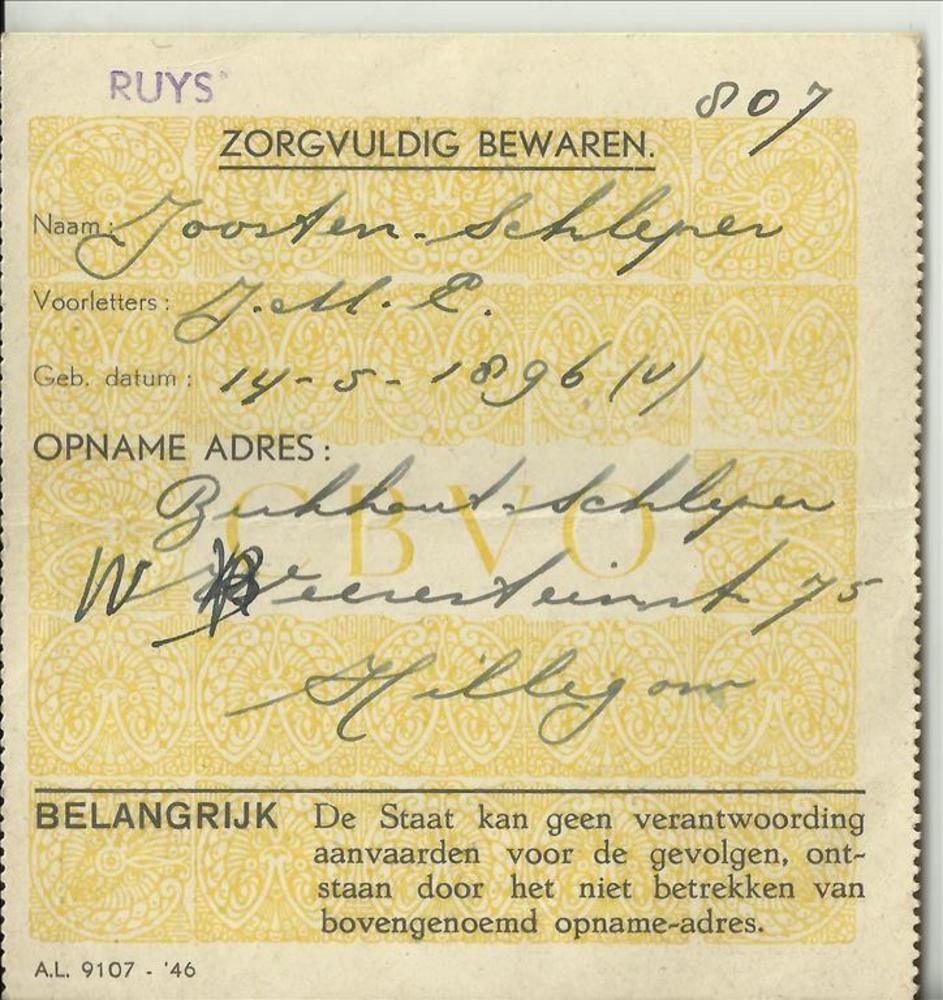 RUYS
807
ZORGVULDIG BEWAREN.
Naam: Joosten-Schleper
Voorletters: J.M.E.
Geb. datum: 14-5-1896 (v)
OPNAME ADRES:
CBVO
Schleper
W 75
Hillegom
BELANGRIJK De Staat kan geen verantwoording
aanvaarden voor de gevolgen, ont-
staan door het niet betrekken van
bovengenoemd opname-adres.
A.L. 9107 - '46